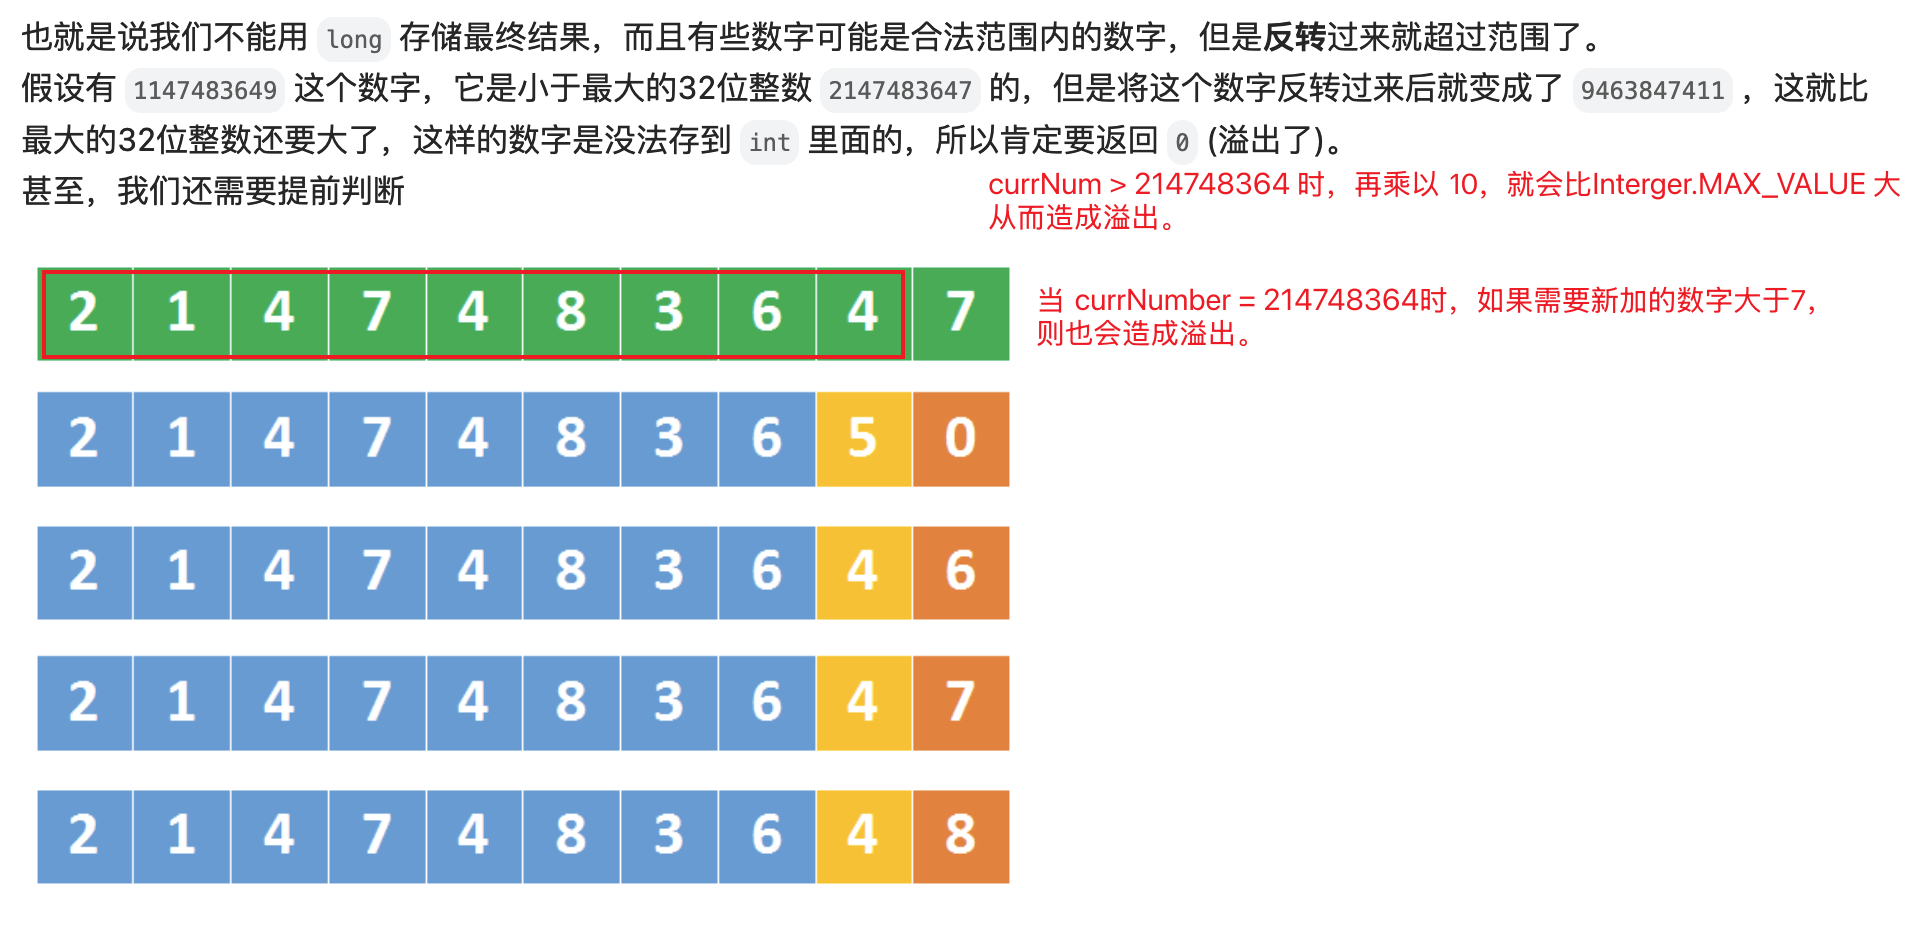 也就是说我们不能用 long 存储最终结果，而且有些数字可能是合法范围内的数字，但是反转过来就超过范围了。
假设有 1147483649 这个数字，它是小于最大的32位整数 2147483647 的，但是将这个数字反转过来后就变成了 9463847411 ，这就比
最大的32位整数还要大了，这样的数字是没法存到 int 里面的，所以肯定要返回 0 (溢出了)。
甚至，我们还需要提前判断
currNum > 214748364 时，再乘以 10，就会比Interger.MAX_VALUE 大
从而造成溢出。
2 1 4 7 4 8 3 6 4 7
当 currNumber = 214748364时，如果需要新加的数字大于7，
则也会造成溢出。
2 1 4 7 4 8 3 6 5 0
2 1 4 7 4 8 3 6 4 6
2 1 4 7 4 8 3 6 4 7
2 1 4 7 4 8 3 6 4 8